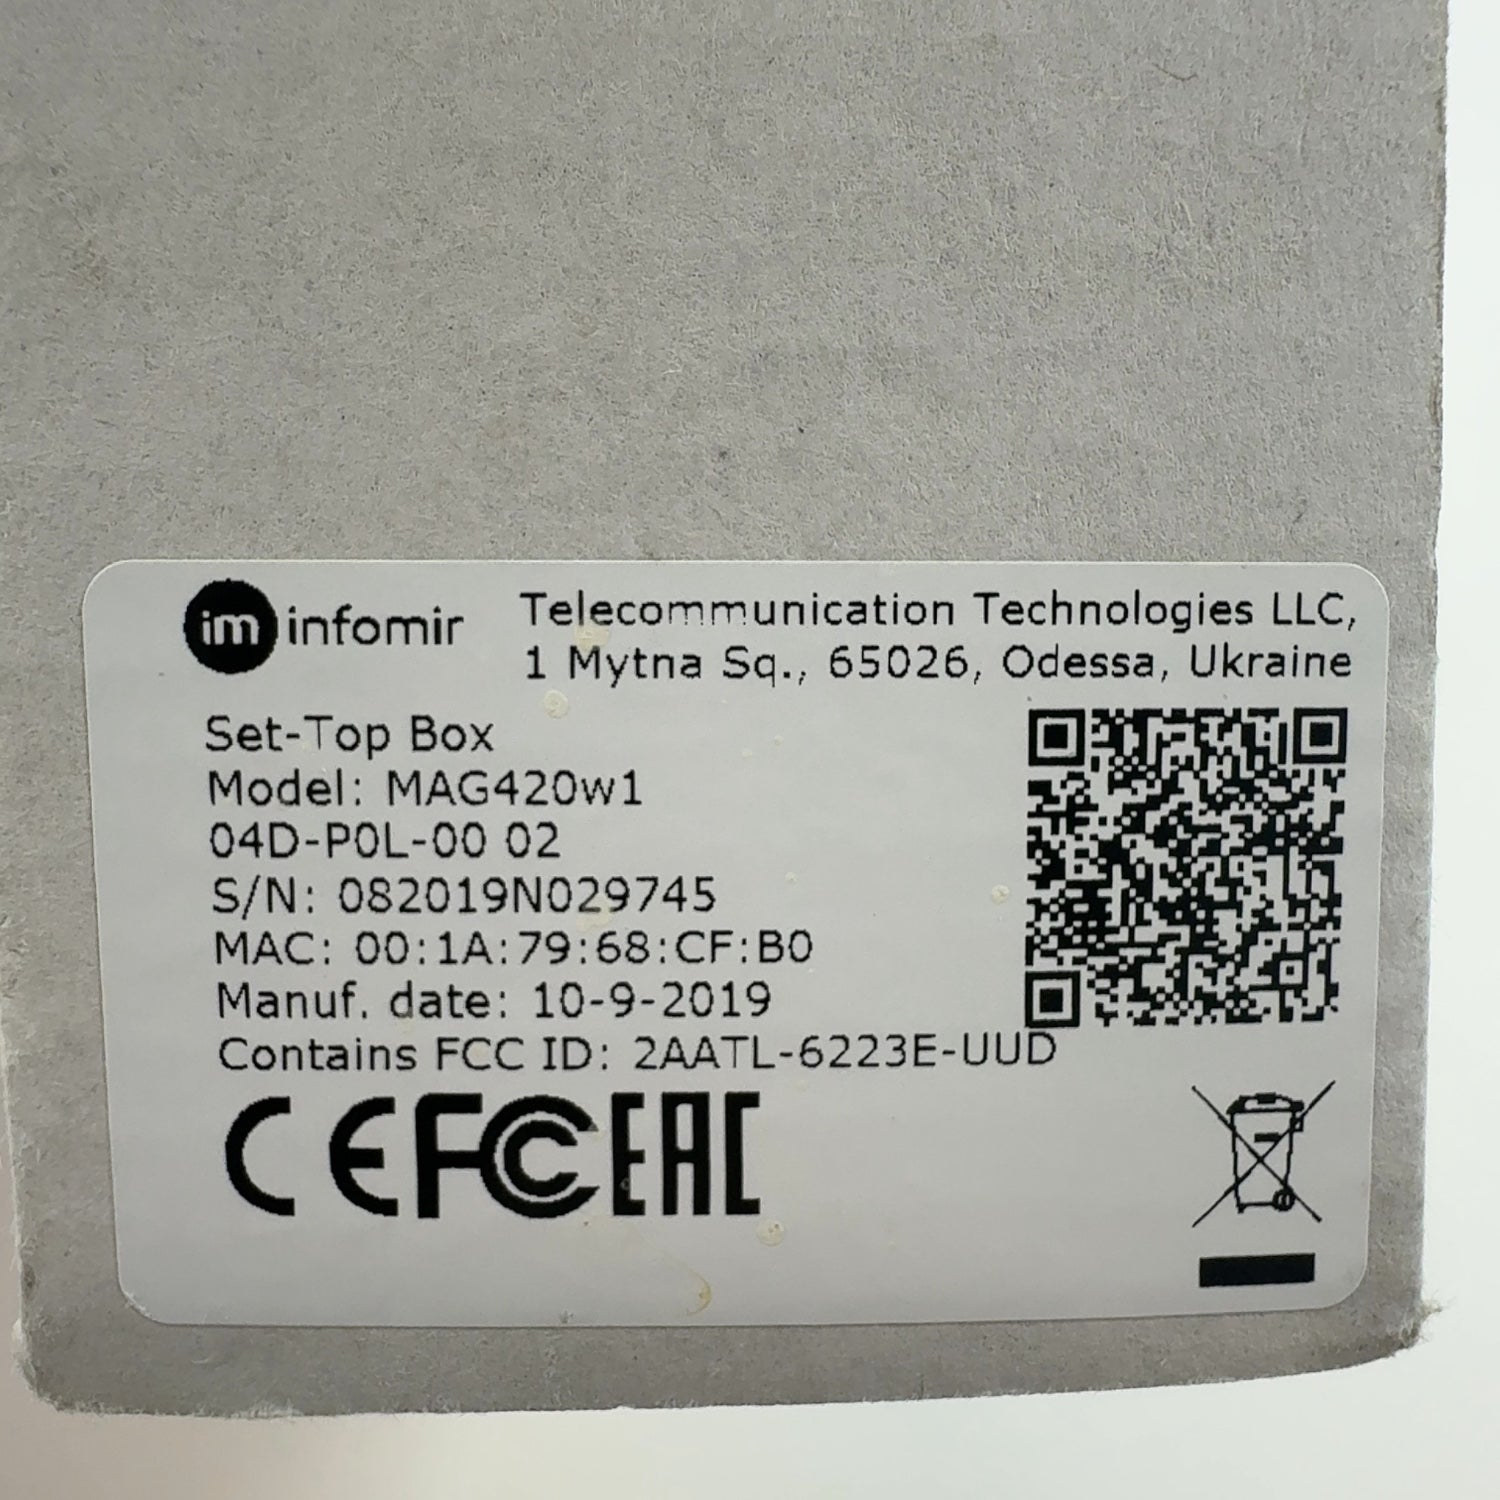 im infomir
Telecommunication Technologies LLC,
1 Mytna Sq., 65026, Odessa, Ukraine
Set-Top Box
Model: MAG420w1
04D-P0L-00 02
S/N: 082019N029745
MAC: 00:1A:79:68:CF:B0
Manuf. date: 10-9-2019
Contains FCC ID: 2AATL-6223E-UUD
CE FCC EAC